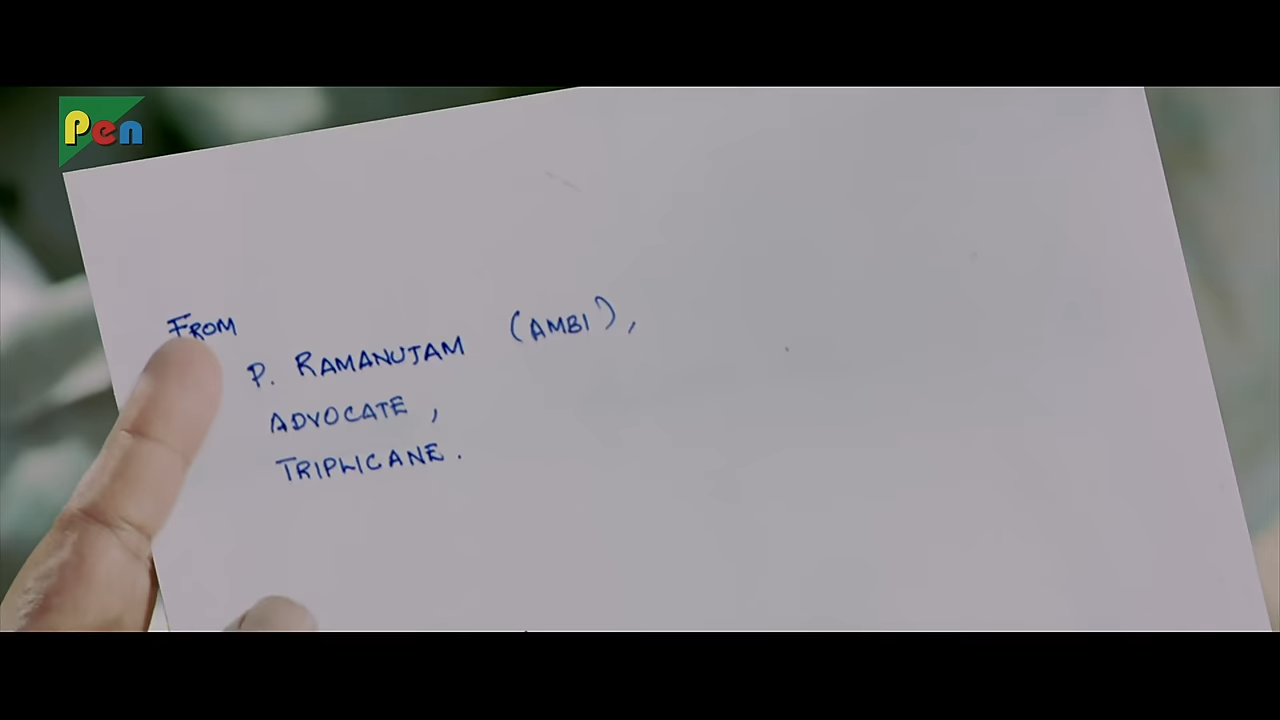 Pen
FROM
P. RAMANUJAM (AMBI),
ADVOCATE,
TRIPLICANE.